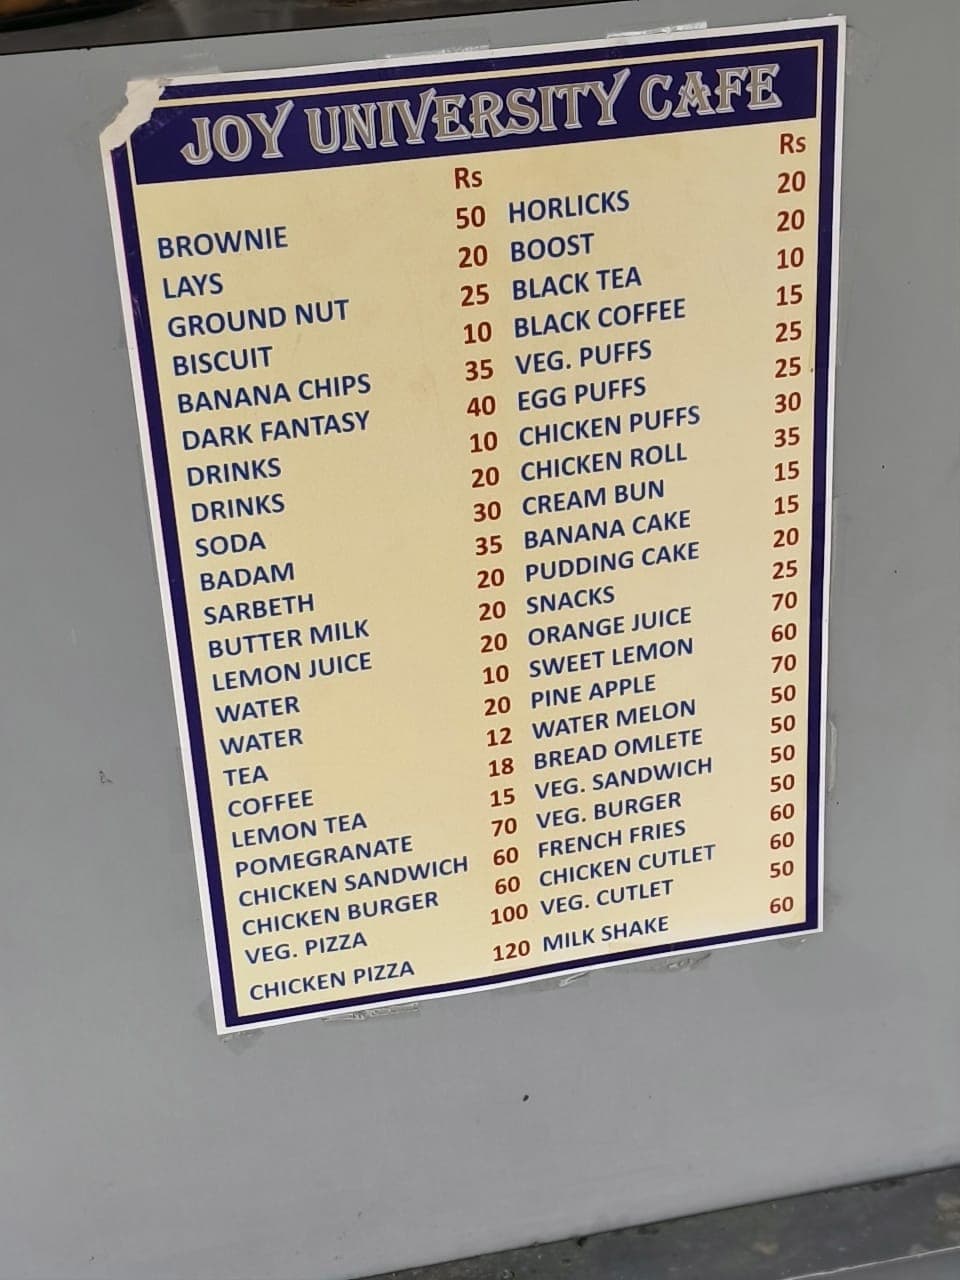 JOY UNIVERSITY CAFE
Rs Rs
BROWNIE 50 HORLICKS 20
LAYS 20 BOOST 20
GROUND NUT 25 BLACK TEA 10
BISCUIT 10 BLACK COFFEE 15
BANANA CHIPS 35 VEG. PUFFS 25
DARK FANTASY 40 EGG PUFFS 25
DRINKS 10 CHICKEN PUFFS 30
DRINKS 20 CHICKEN ROLL 35
SODA 30 CREAM BUN 15
BADAM 35 BANANA CAKE 15
SARBETH 20 PUDDING CAKE 20
BUTTER MILK 20 SNACKS 25
LEMON JUICE 20 ORANGE JUICE 70
WATER 10 SWEET LEMON 60
WATER 20 PINE APPLE 70
TEA 12 WATER MELON 50
COFFEE 18 BREAD OMLETE 50
LEMON TEA 15 VEG. SANDWICH 50
POMEGRANATE 70 VEG. BURGER 50
CHICKEN SANDWICH 60 FRENCH FRIES 60
CHICKEN BURGER 60 CHICKEN CUTLET 60
VEG. PIZZA 100 VEG. CUTLET 50
CHICKEN PIZZA 120 MILK SHAKE 60